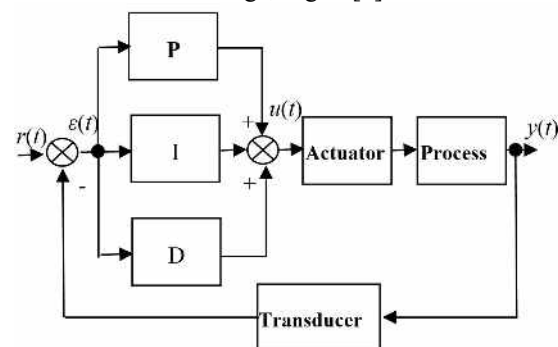 P
ε(t)
u(t)
+
r(t)
I
Actuator
Process
y(t)
-
+
D
Transducer